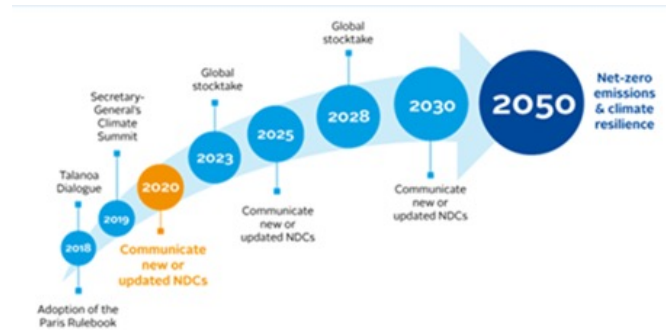 Talanoa
Dialogue
2018
Adoption of the
Paris Rulebook
Secretary-
General's
Climate
Summit
2019
2020
Communicate
new or
updated NDCs
Global
stocktake
2023
2025
Communicate
new or
updated NDCs
Global
stocktake
2028
2030
Communicate
new or
updated NDCs
2050
Net-zero
emissions
& climate
resilience